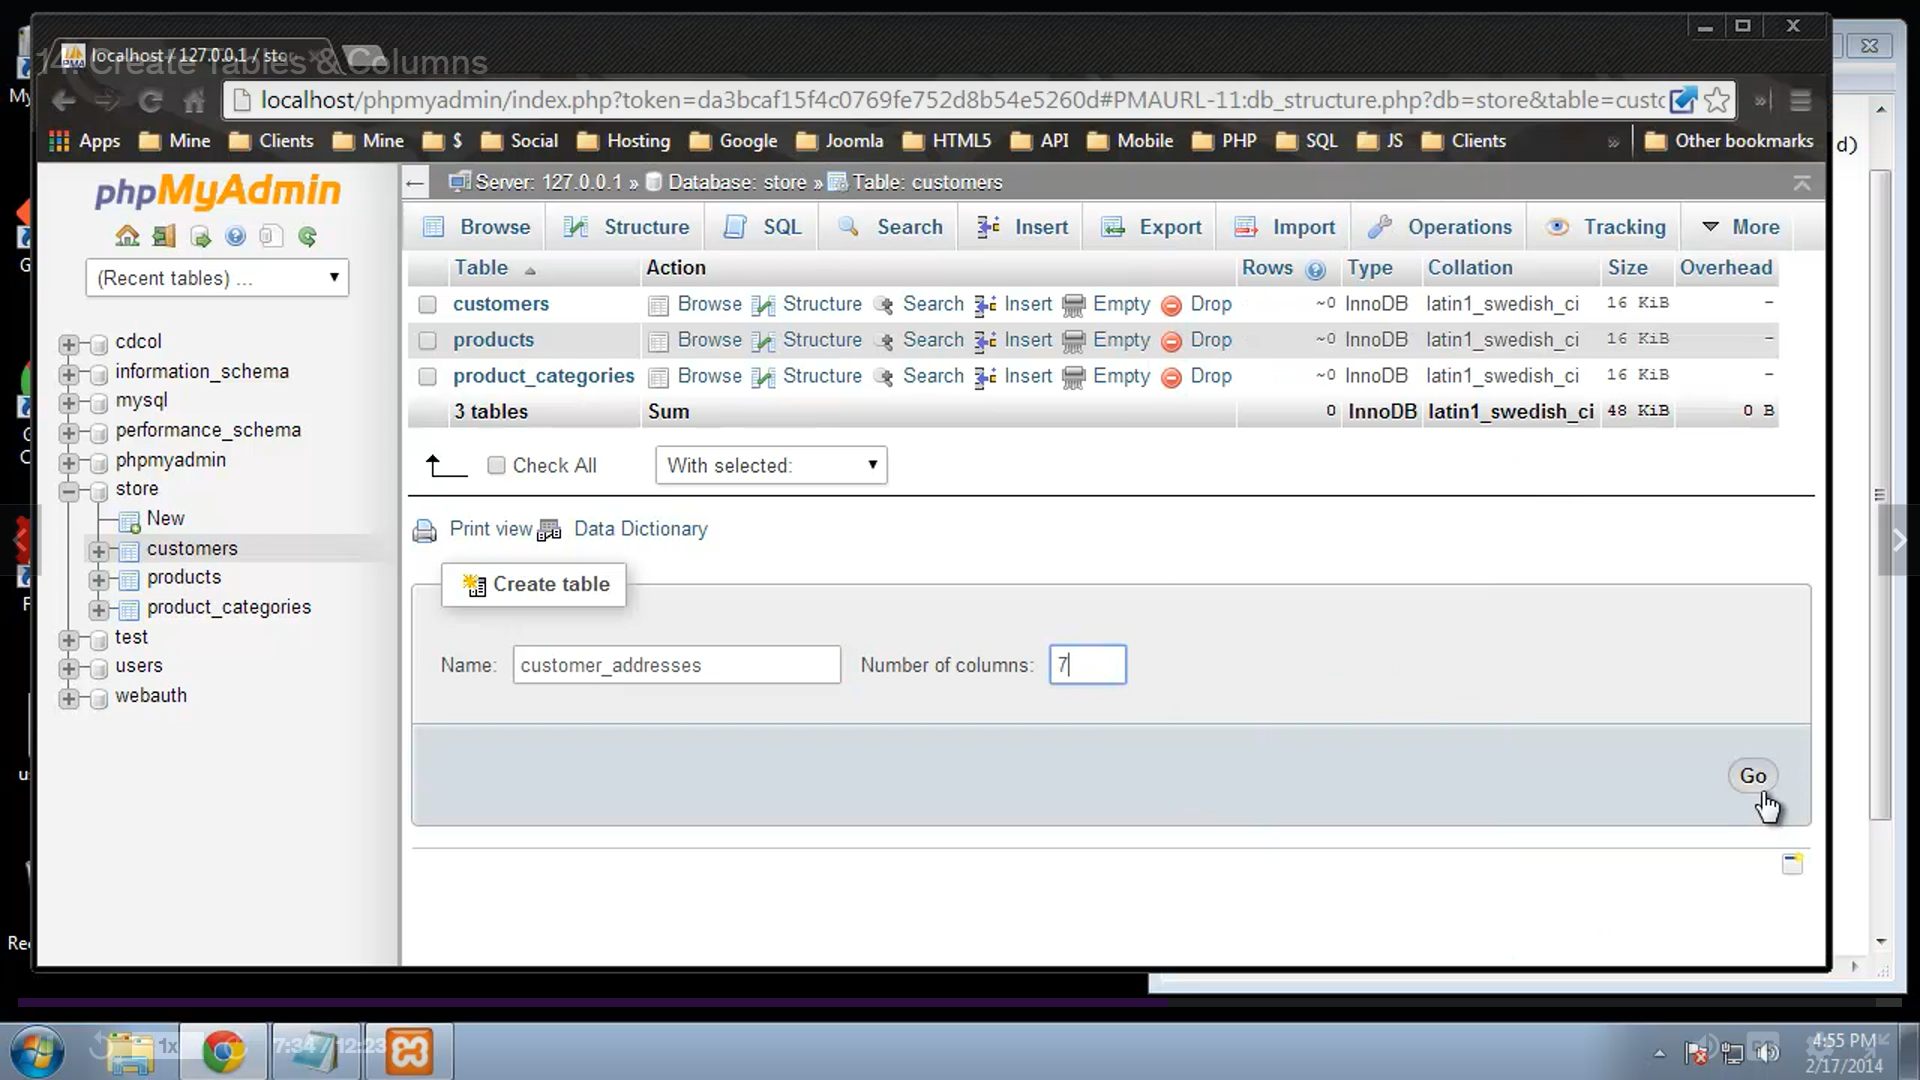 14. Create Tables & Columns
localhost / 127.0.0.1 / sto
localhost/phpmyadmin/index.php?token=da3bcaf15f4c0769fe752d8b54e5260d#PMAURL-11:db_structure.php?db=store&table=custc
Apps Mine Clients Mine $ Social Hosting Google Joomla HTML5 API Mobile PHP SQL JS Clients » Other bookmarks
d)
phpMyAdmin
(Recent tables) ...
cdcol
information_schema
mysql
performance_schema
phpmyadmin
store
New
customers
products
product_categories
test
users
webauth
Server: 127.0.0.1 » Database: store » Table: customers
Browse Structure SQL Search Insert Export Import Operations Tracking More
Table Action Rows Type Collation Size Overhead
customers Browse Structure Search Insert Empty Drop ~0 InnoDB latin1_swedish_ci 16 KiB -
products Browse Structure Search Insert Empty Drop ~0 InnoDB latin1_swedish_ci 16 KiB -
product_categories Browse Structure Search Insert Empty Drop ~0 InnoDB latin1_swedish_ci 16 KiB -
3 tables Sum 0 InnoDB latin1_swedish_ci 48 KiB 0 B
Check All With selected:
Print view Data Dictionary
Create table
Name: customer_addresses Number of columns: 7
Go
1x
7:34 / 12:23
4:55 PM
2/17/2014